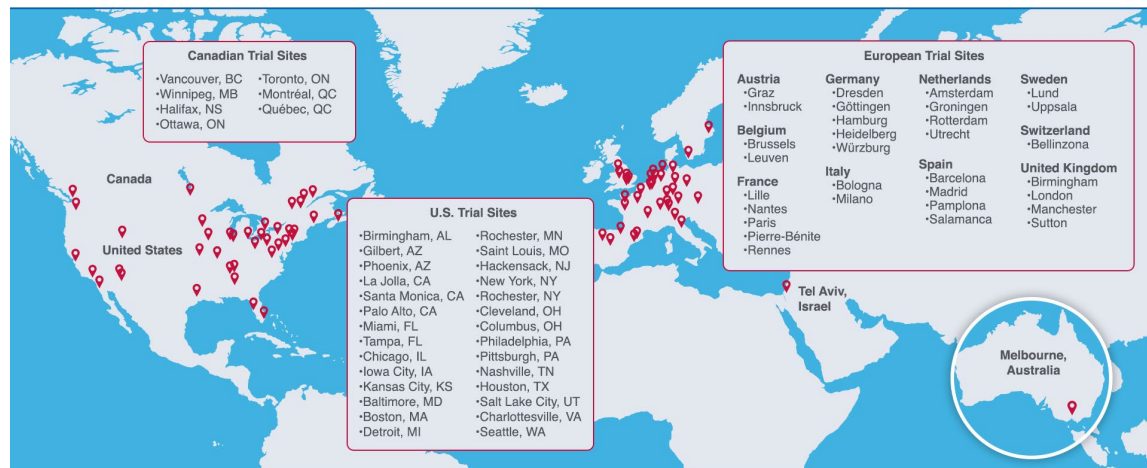 Canadian Trial Sites
•Vancouver, BC
•Winnipeg, MB
•Halifax, NS
•Ottawa, ON
•Toronto, ON
•Montréal, QC
•Québec, QC
Canada
United States
U.S. Trial Sites
•Birmingham, AL
•Gilbert, AZ
•Phoenix, AZ
•La Jolla, CA
•Santa Monica, CA
•Palo Alto, CA
•Miami, FL
•Tampa, FL
•Chicago, IL
•Iowa City, IA
•Kansas City, KS
•Baltimore, MD
•Boston, MA
•Detroit, MI
•Rochester, MN
•Saint Louis, MO
•Hackensack, NJ
•New York, NY
•Rochester, NY
•Cleveland, OH
•Columbus, OH
•Philadelphia, PA
•Pittsburgh, PA
•Nashville, TN
•Houston, TX
•Salt Lake City, UT
•Charlottesville, VA
•Seattle, WA
European Trial Sites
Austria
•Graz
•Innsbruck
Belgium
•Brussels
•Leuven
France
•Lille
•Nantes
•Paris
•Pierre-Bénite
•Rennes
Germany
•Dresden
•Göttingen
•Hamburg
•Heidelberg
•Würzburg
Italy
•Bologna
•Milano
Netherlands
•Amsterdam
•Groningen
•Rotterdam
•Utrecht
Spain
•Barcelona
•Madrid
•Pamplona
•Salamanca
Sweden
•Lund
•Uppsala
Switzerland
•Bellinzona
United Kingdom
•Birmingham
•London
•Manchester
•Sutton
Tel Aviv,
Israel
Melbourne,
Australia